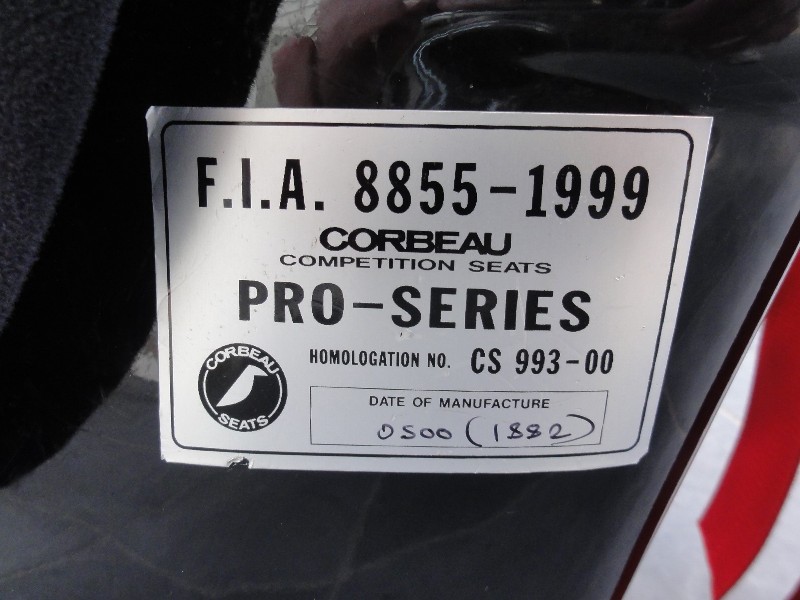 F.I.A. 8855-1999
CORBEAU
COMPETITION SEATS
PRO-SERIES
HOMOLOGATION NO. CS 993-00
CORBEAU
SEATS
DATE OF MANUFACTURE
0500 (1882)